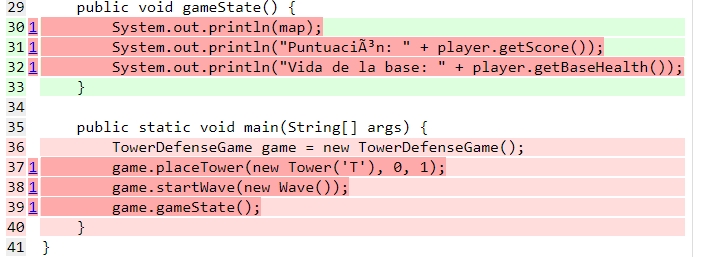 29 public void gameState() {
30 1 System.out.println(map);
31 1 System.out.println("PuntuaciÃ³n: " + player.getScore());
32 1 System.out.println("Vida de la base: " + player.getBaseHealth());
33 }
34
35 public static void main(String[] args) {
36 TowerDefenseGame game = new TowerDefenseGame();
37 1 game.placeTower(new Tower('T'), 0, 1);
38 1 game.startWave(new Wave());
39 1 game.gameState();
40 }
41 }